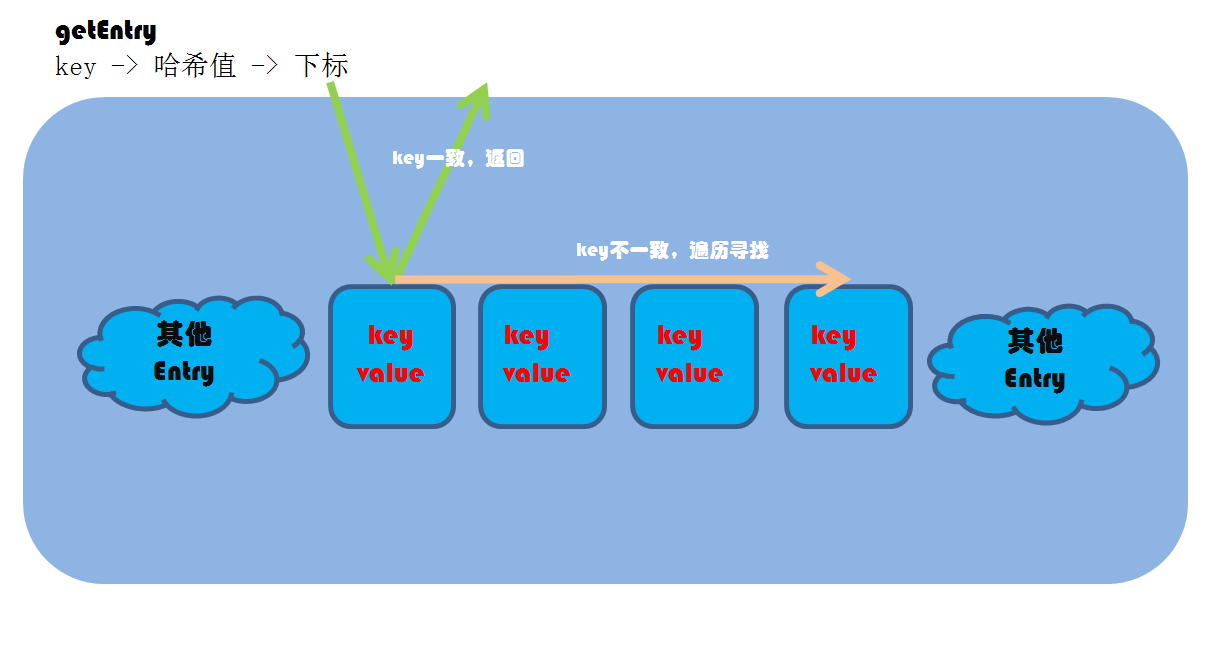 getEntry
key -> 哈希值 -> 下标
key一致，返回
key不一致，遍历寻找
其他
Entry
key
value
key
value
key
value
key
value
其他
Entry